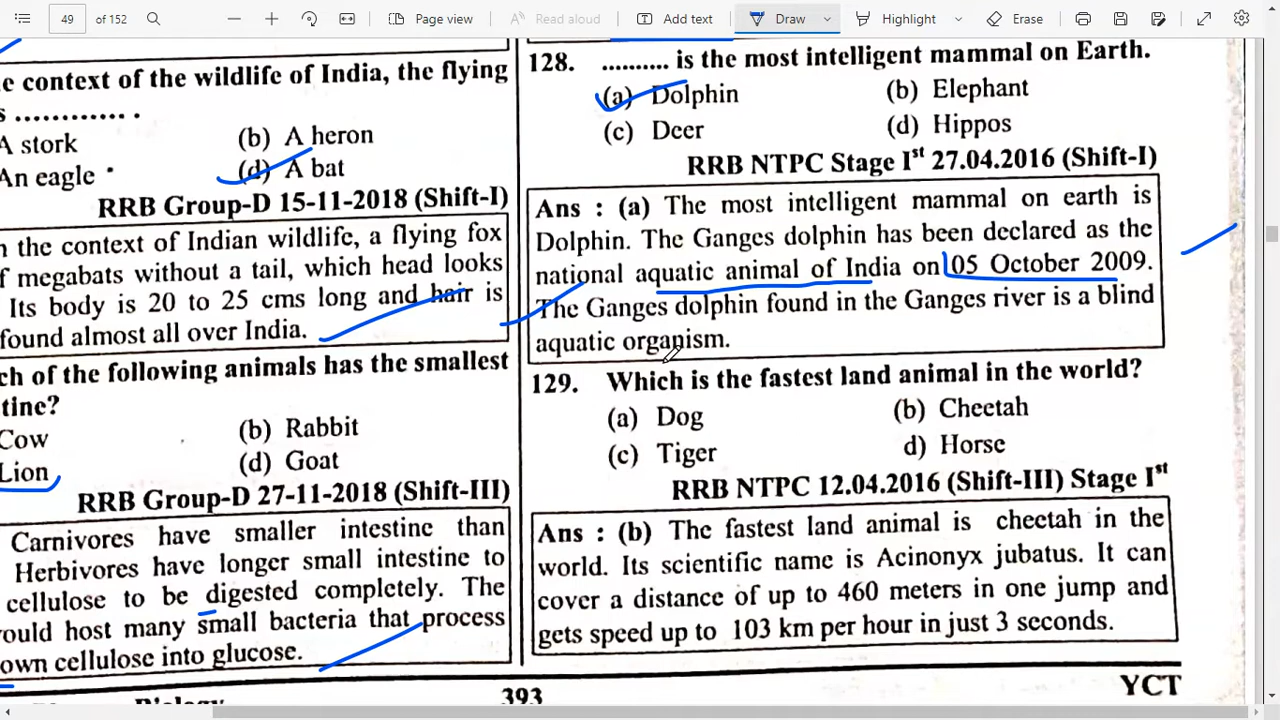 49 of 152 Page view Read aloud Add text Draw Highlight Erase
e context of the wildlife of India, the flying
s ............. .
A stork (b) A heron
An eagle (d) A bat
RRB Group-D 15-11-2018 (Shift-I)
n the context of Indian wildlife, a flying fox
f megabats without a tail, which head looks
Its body is 20 to 25 cms long and hair is
found almost all over India.
ch of the following animals has the smallest
tine?
Cow (b) Rabbit
Lion (d) Goat
RRB Group-D 27-11-2018 (Shift-III)
Carnivores have smaller intestine than
Herbivores have longer small intestine to
cellulose to be digested completely. The
ould host many small bacteria that process
own cellulose into glucose.
128. .......... is the most intelligent mammal on Earth.
(a) Dolphin (b) Elephant
(c) Deer (d) Hippos
RRB NTPC Stage Ist 27.04.2016 (Shift-I)
Ans : (a) The most intelligent mammal on earth is
Dolphin. The Ganges dolphin has been declared as the
national aquatic animal of India on 05 October 2009.
The Ganges dolphin found in the Ganges river is a blind
aquatic organism.
129. Which is the fastest land animal in the world?
(a) Dog (b) Cheetah
(c) Tiger d) Horse
RRB NTPC 12.04.2016 (Shift-III) Stage Ist
Ans : (b) The fastest land animal is cheetah in the
world. Its scientific name is Acinonyx jubatus. It can
cover a distance of up to 460 meters in one jump and
gets speed up to 103 km per hour in just 3 seconds.
393 YCT